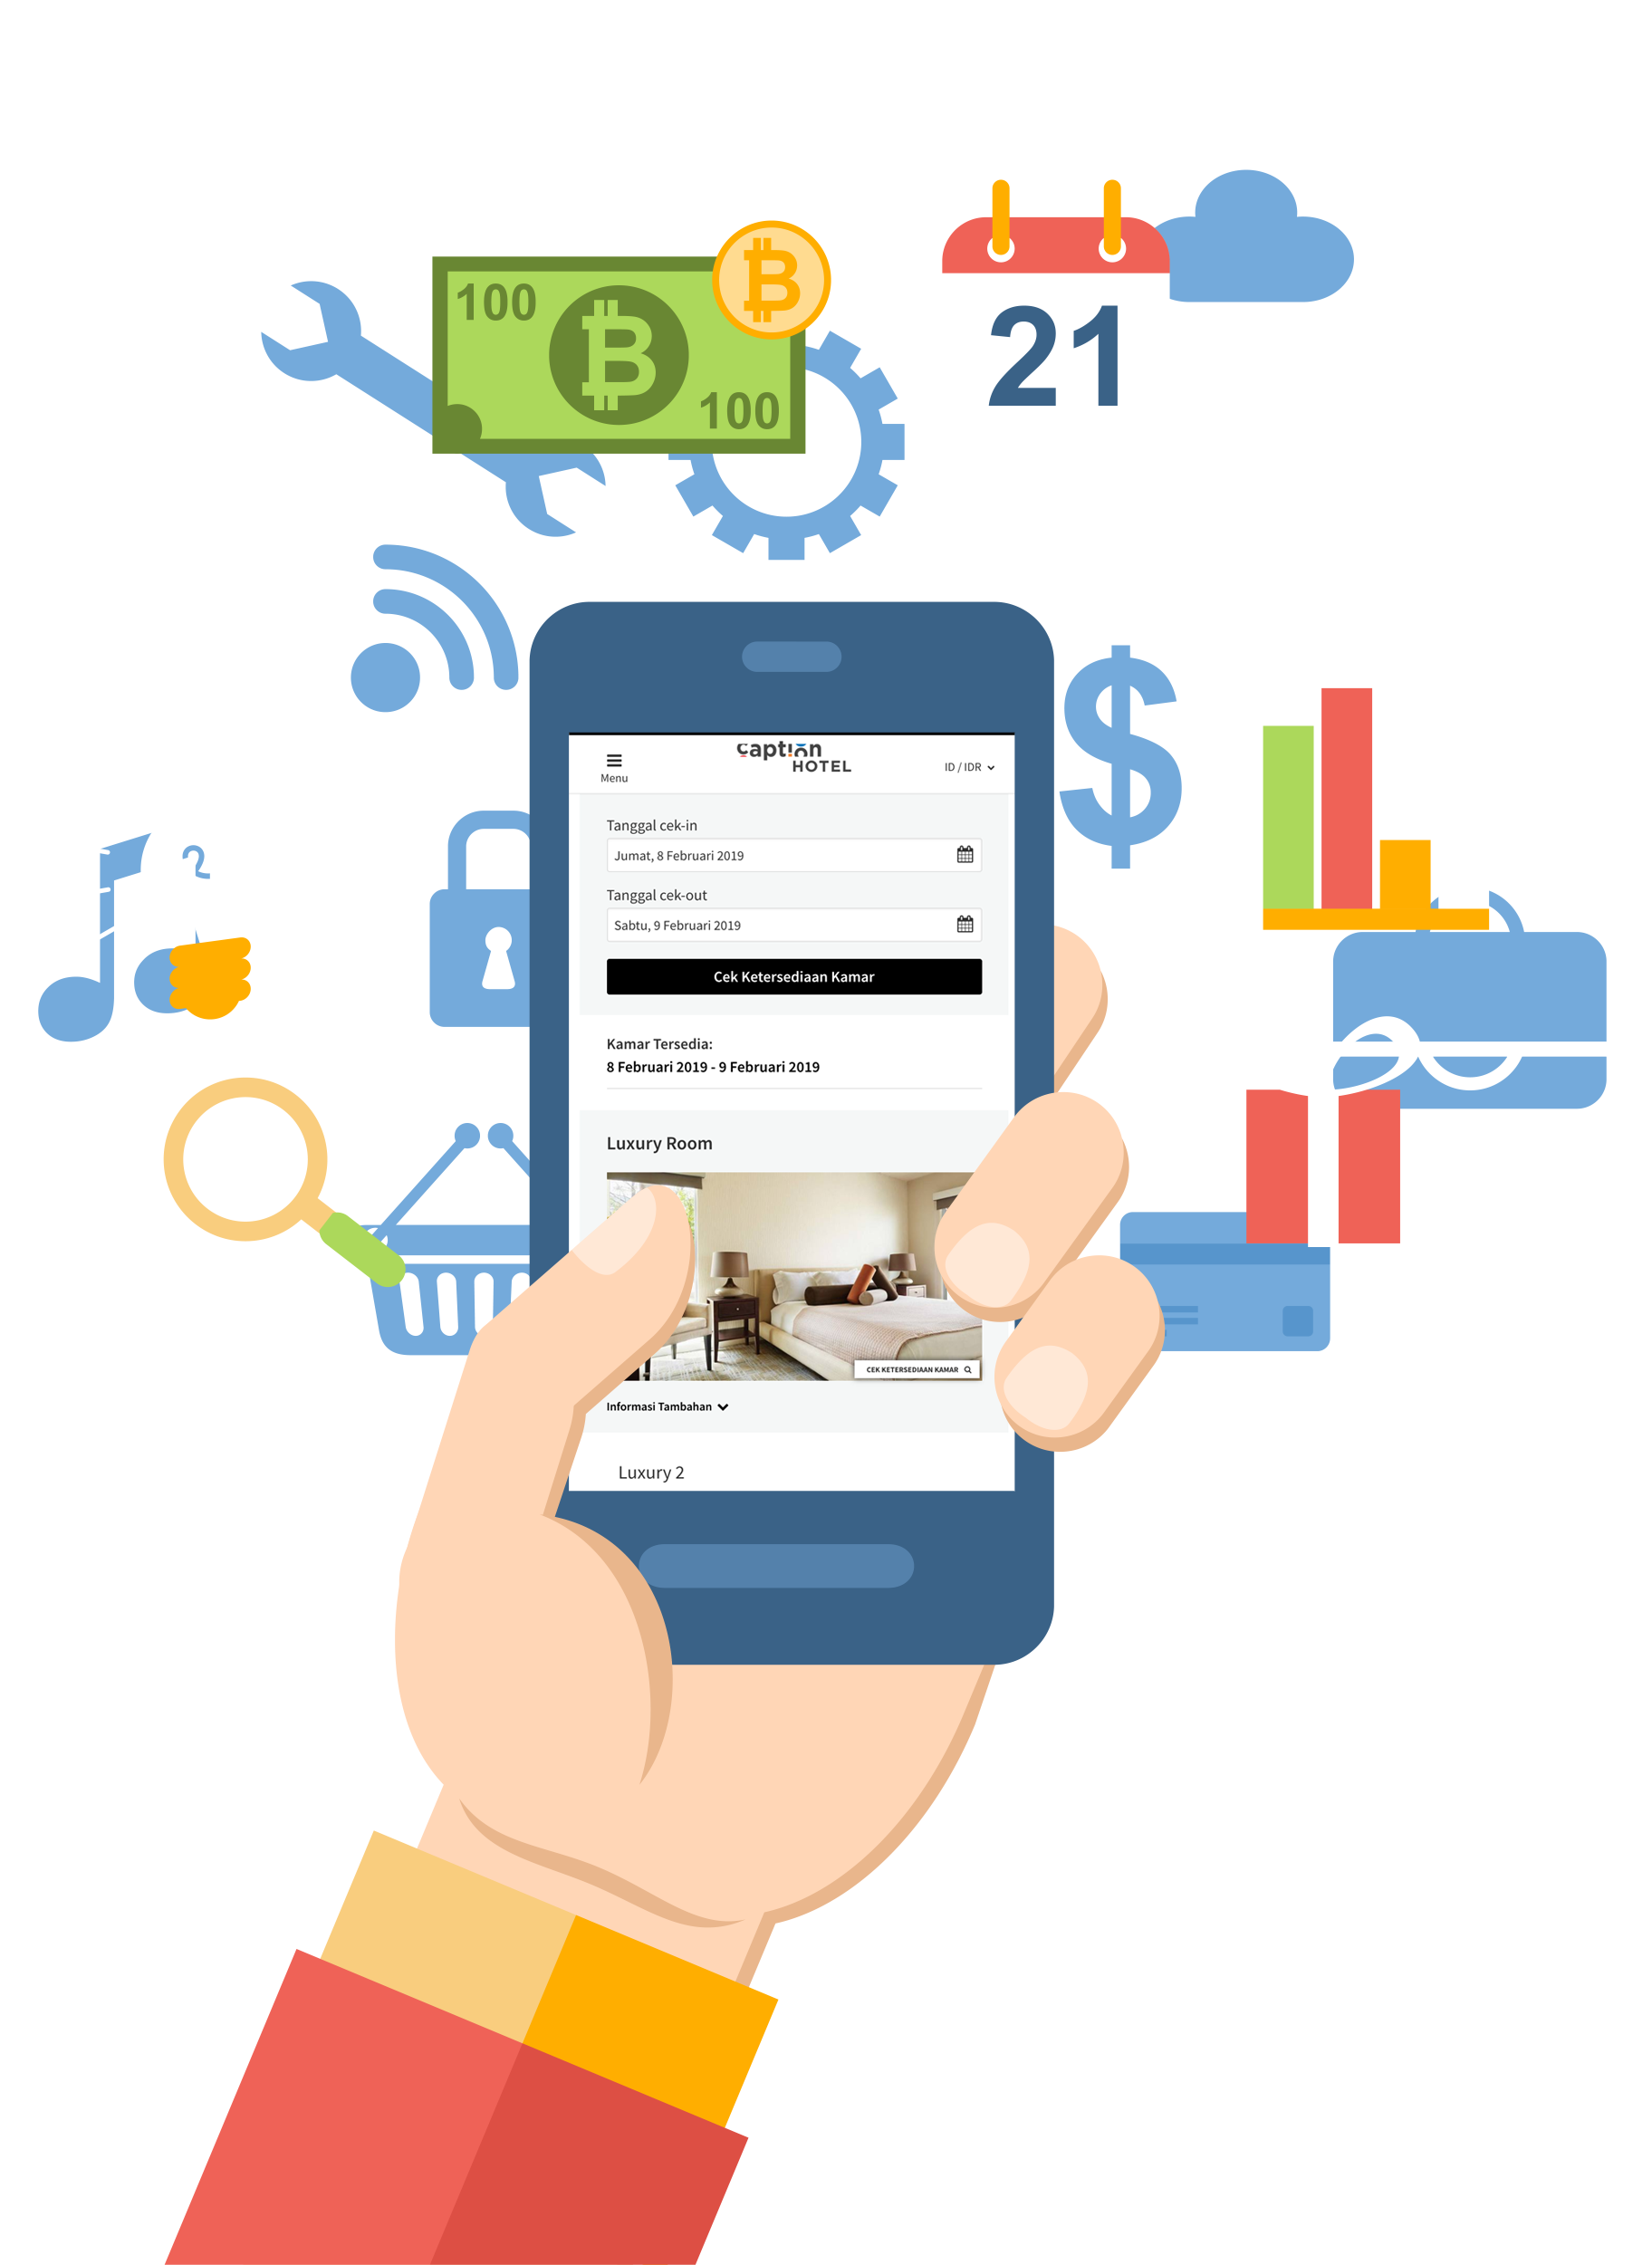 100
100
21
$
Menu
caption
HOTEL
ID / IDR
Tanggal cek-in
Jumat, 8 Februari 2019
Tanggal cek-out
Sabtu, 9 Februari 2019
Cek Ketersediaan Kamar
Kamar Tersedia:
8 Februari 2019 - 9 Februari 2019
Luxury Room
CEK KETERSEDIAAN KAMAR
Informasi Tambahan
Luxury 2